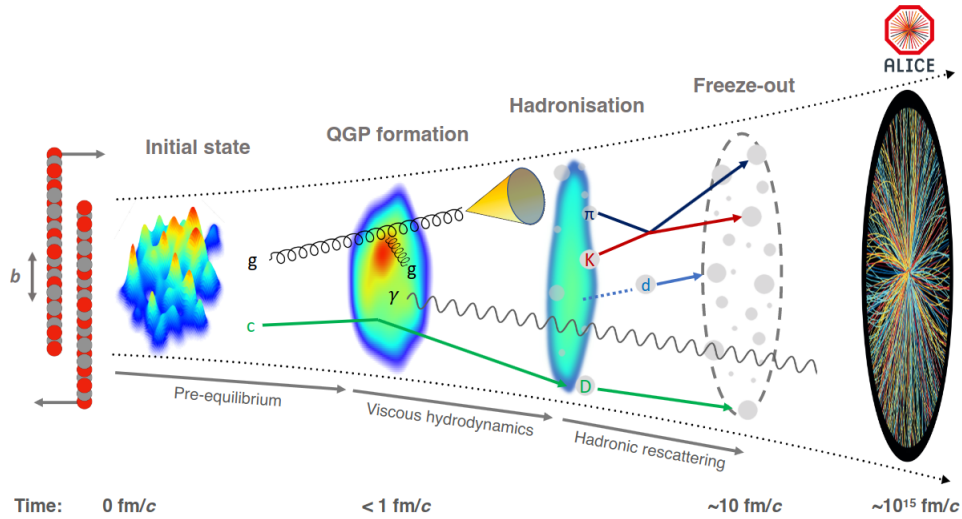 ALICE
Freeze-out
Hadronisation
QGP formation
Initial state
π
K
g
g
d
b
γ
c
D
Pre-equilibrium
Viscous hydrodynamics
Hadronic rescattering
Time: 0 fm/c < 1 fm/c ~10 fm/c ~10¹⁵ fm/c